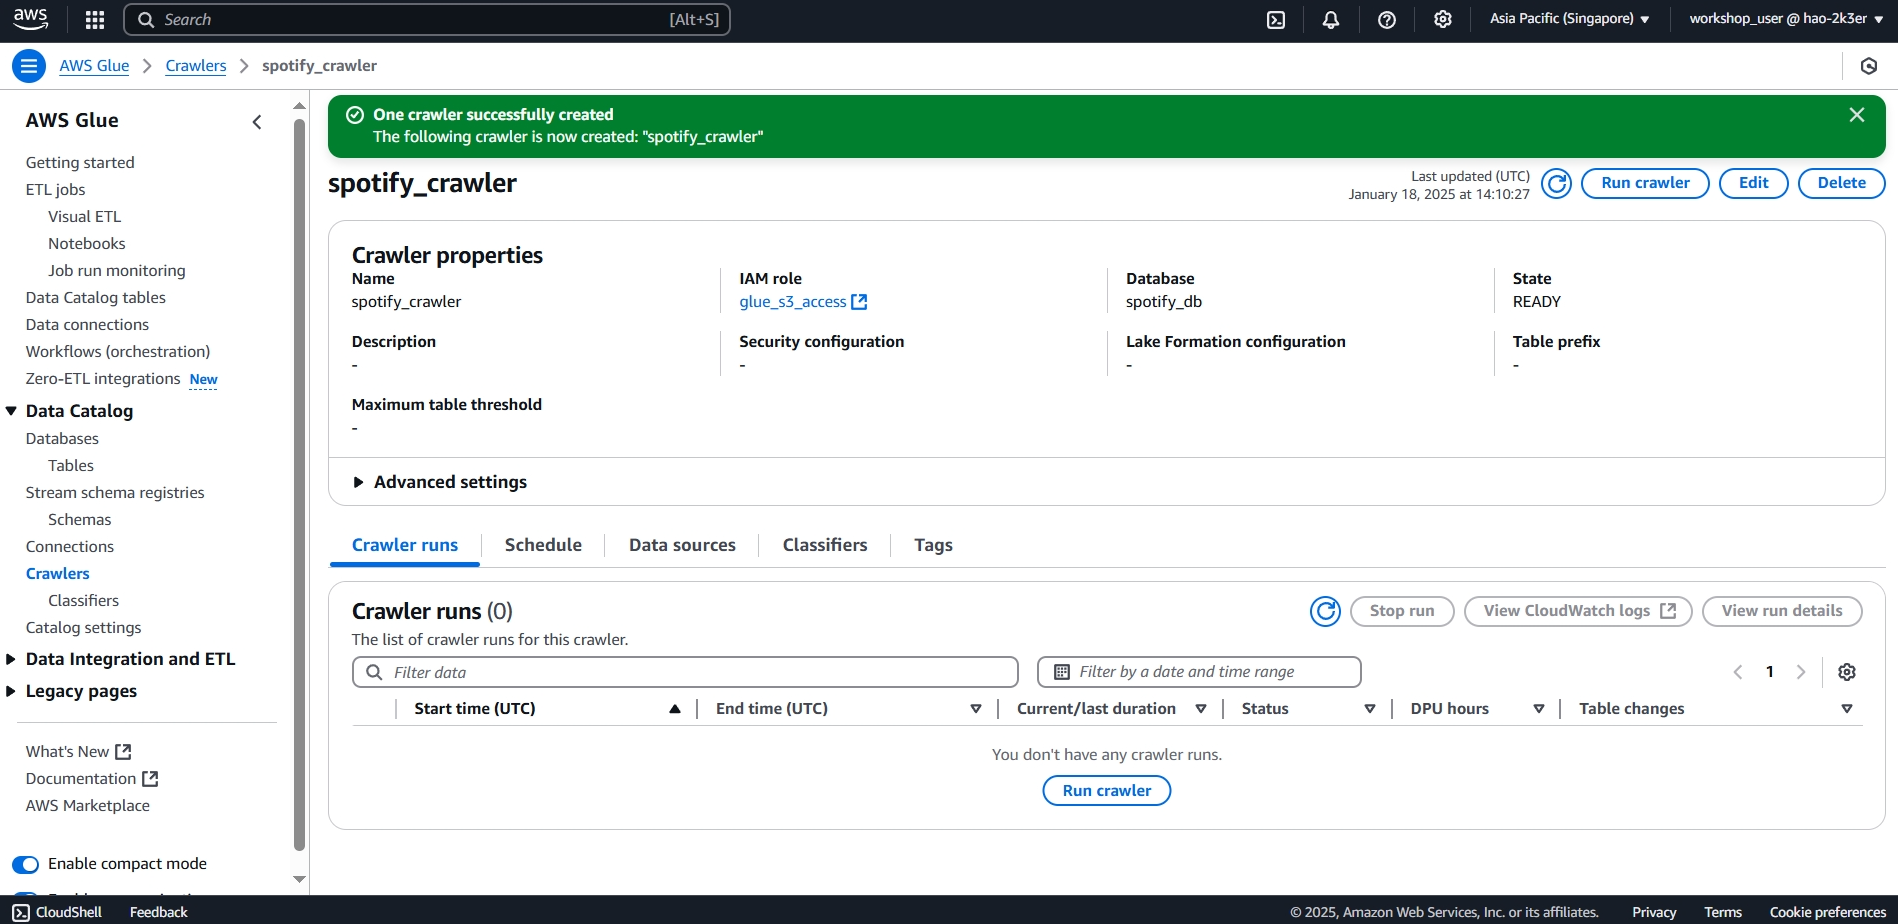 aws
Search [Alt+S]
Asia Pacific (Singapore)
workshop_user @ hao-2k3er
AWS Glue > Crawlers > spotify_crawler
AWS Glue
Getting started
ETL jobs
Visual ETL
Notebooks
Job run monitoring
Data Catalog tables
Data connections
Workflows (orchestration)
Zero-ETL integrations New
Data Catalog
Databases
Tables
Stream schema registries
Schemas
Connections
Crawlers
Classifiers
Catalog settings
Data Integration and ETL
Legacy pages
What's New
Documentation
AWS Marketplace
Enable compact mode
One crawler successfully created
The following crawler is now created: "spotify_crawler"
spotify_crawler
Last updated (UTC)
January 18, 2025 at 14:10:27
Run crawler
Edit
Delete
Crawler properties
Name
spotify_crawler
IAM role
glue_s3_access
Database
spotify_db
State
READY
Description
-
Security configuration
-
Lake Formation configuration
-
Table prefix
-
Maximum table threshold
-
Advanced settings
Crawler runs
Schedule
Data sources
Classifiers
Tags
Crawler runs (0)
The list of crawler runs for this crawler.
Stop run
View CloudWatch logs
View run details
Filter data
Filter by a date and time range
1
Start time (UTC)
End time (UTC)
Current/last duration
Status
DPU hours
Table changes
You don't have any crawler runs.
Run crawler
CloudShell
Feedback
© 2025, Amazon Web Services, Inc. or its affiliates.
Privacy
Terms
Cookie preferences